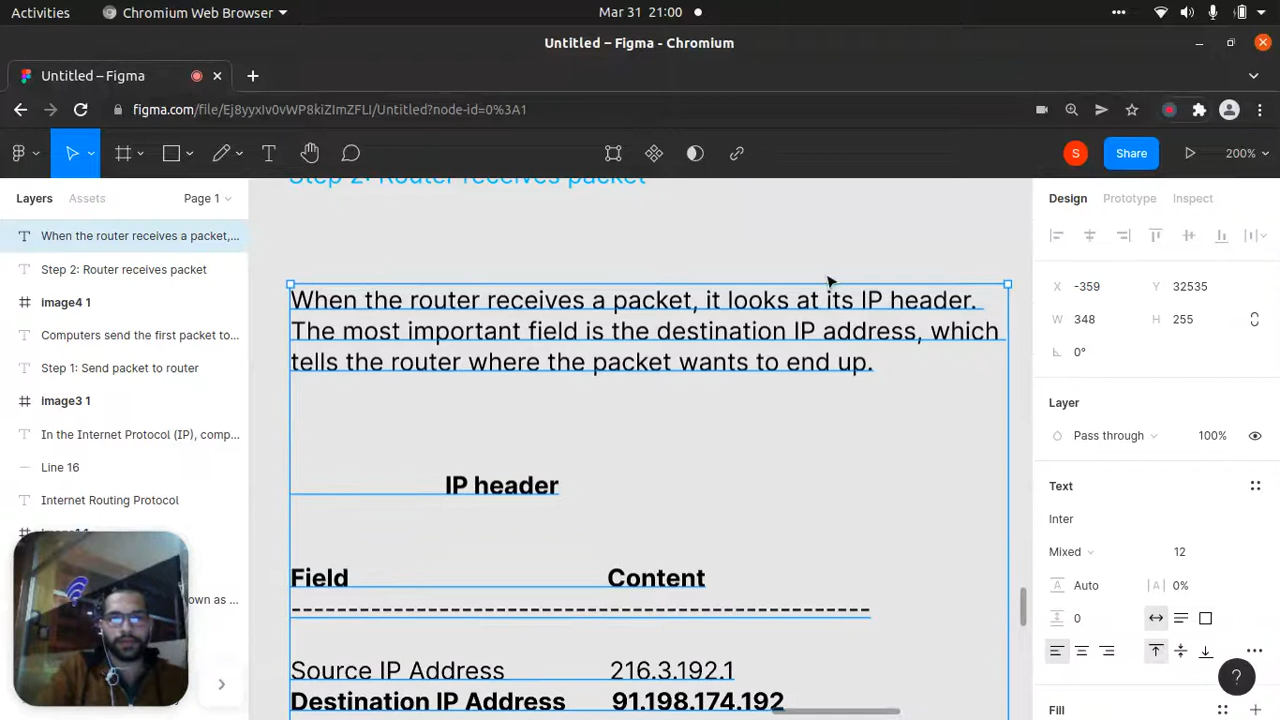 Activities
Chromium Web Browser
Mar 31 21:00
Untitled – Figma - Chromium
Untitled – Figma
figma.com/file/Ej8yyxIv0vWP8kiZImZFLI/Untitled?node-id=0%3A1
S
Share
200%
Layers
Assets
Page 1
When the router receives a packet,...
Step 2: Router receives packet
image4 1
Computers send the first packet to...
Step 1: Send packet to router
image3 1
In the Internet Protocol (IP), comp...
Line 16
Internet Routing Protocol
own as ...
Step 2: Router receives packet
When the router receives a packet, it looks at its IP header.
The most important field is the destination IP address, which
tells the router where the packet wants to end up.
IP header
Field Content
-------------------------------------------------
Source IP Address 216.3.192.1
Destination IP Address 91.198.174.192
Design
Prototype
Inspect
X -359 Y 32535
W 348 H 255
0°
Layer
Pass through 100%
Text
Inter
Mixed 12
Auto 0%
0
?
Fill